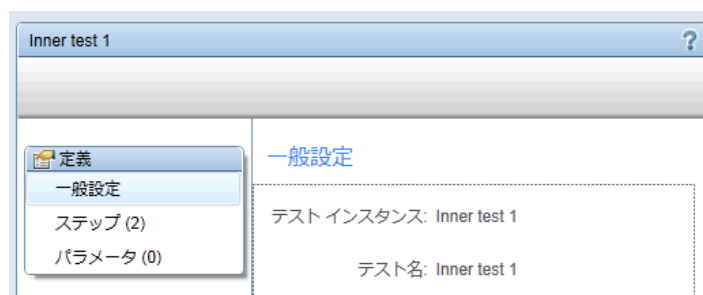 Inner test 1
?
定義
一般設定
ステップ (2)
パラメータ (0)
一般設定
テスト インスタンス: Inner test 1
テスト名: Inner test 1